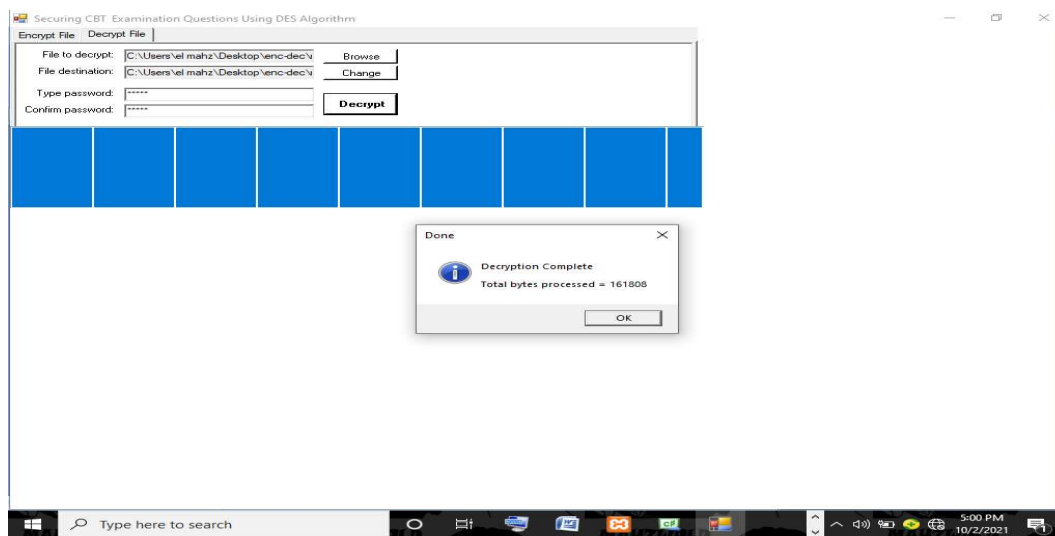 Securing CBT Examination Questions Using DES Algorithm
Encrypt File Decrypt File
File to decrypt: C:\Users\el mahz\Desktop\enc-dec\ Browse
File destination: C:\Users\el mahz\Desktop\enc-dec\ Change
Type password: *****
Confirm password: *****
Decrypt
Done
Decryption Complete
Total bytes processed = 161808
OK
Type here to search
5:00 PM
10/2/2021